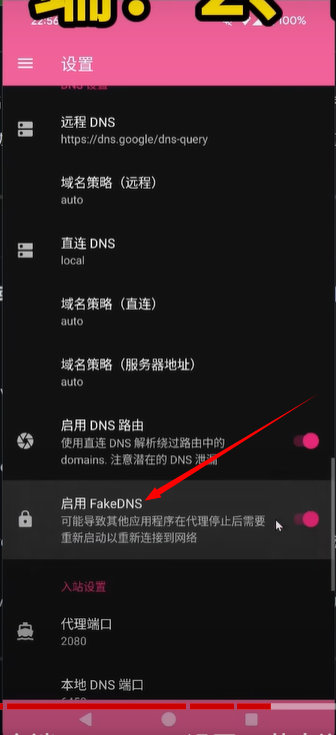 22:56
100%
设置
DNS 设置
远程 DNS
https://dns.google/dns-query
域名策略（远程）
auto
直连 DNS
local
域名策略（直连）
auto
域名策略（服务器地址）
auto
启用 DNS 路由
使用直连 DNS 解析绕过路由中的
domains. 注意潜在的 DNS 泄漏
启用 FakeDNS
可能导致其他应用程序在代理停止后需要
重新启动以重新连接到网络
入站设置
代理端口
2080
本地 DNS 端口